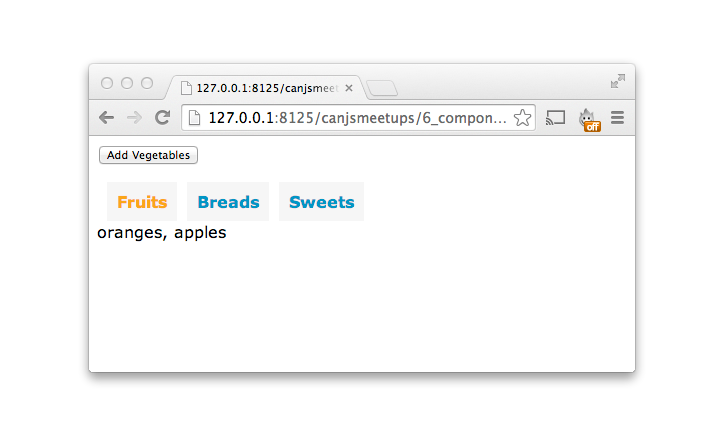 127.0.0.1:8125/canjsmeet
127.0.0.1:8125/canjsmeetups/6_compon...
off
Add Vegetables
Fruits Breads Sweets
oranges, apples